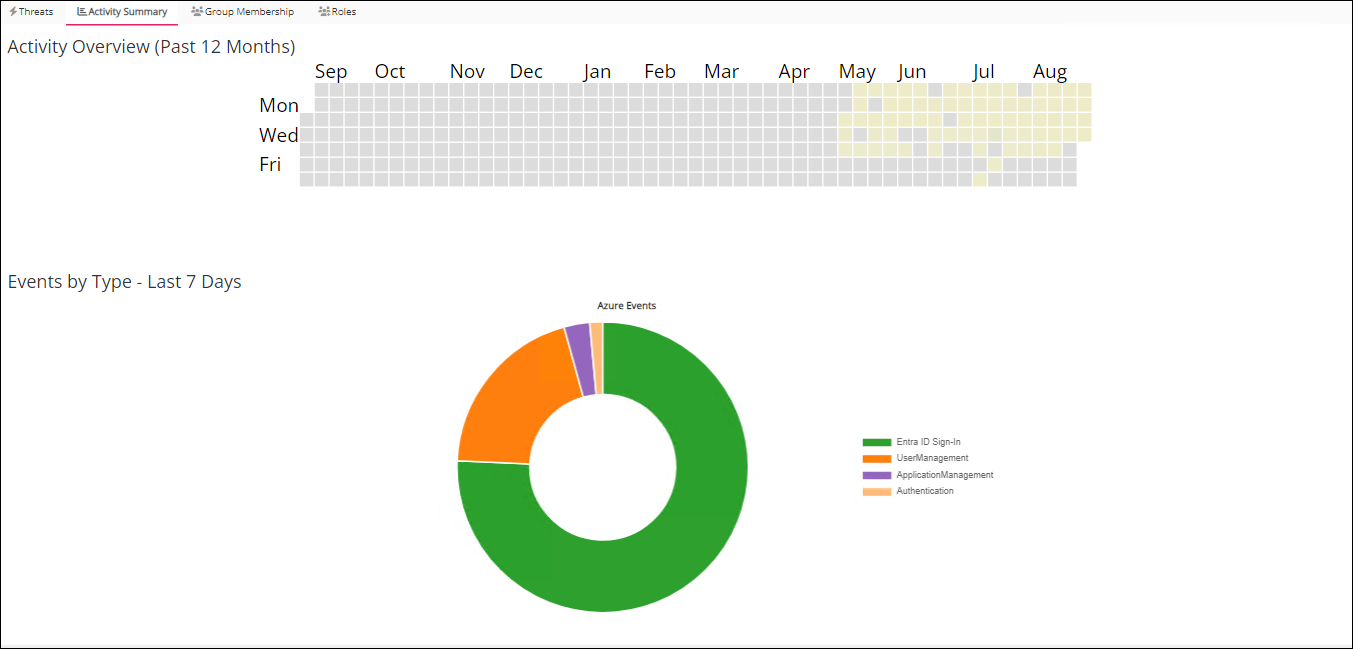 Threats Activity Summary Group Membership Roles
Activity Overview (Past 12 Months)
Sep Oct Nov Dec Jan Feb Mar Apr May Jun Jul Aug
Mon
Wed
Fri
Events by Type - Last 7 Days
Azure Events
Entra ID Sign-In
UserManagement
ApplicationManagement
Authentication